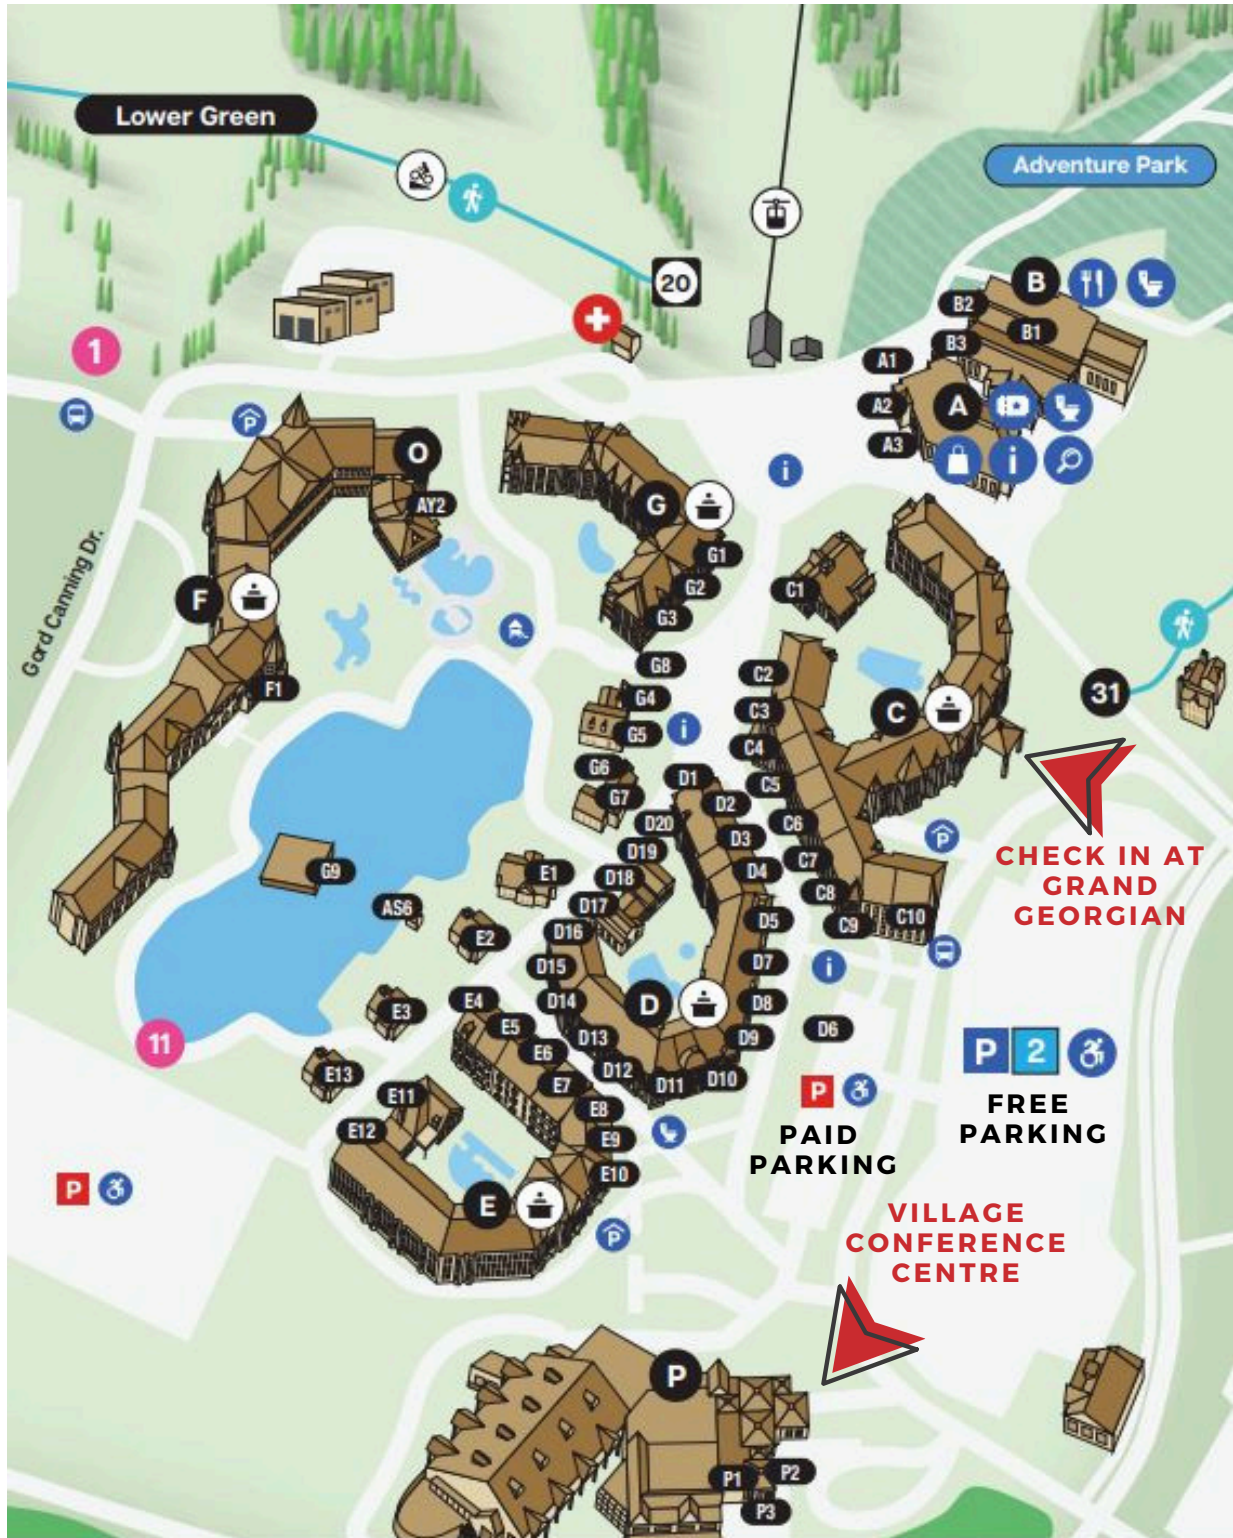 Lower Green
Adventure Park
20
B
B2
B1
B3
A1
A2
A
A3
1
P
O
AY2
i
i
G
G1
G2
G3
G8
G4
G5
G6
G7
C1
C2
C3
C4
C5
C6
C7
C8
C9
C10
C
31
Gord Canning Dr.
F
F1
i
D1
D2
D20
D3
D19
D4
D18
D17
D5
D16
D7
D15
D
D8
D14
D9
D6
D13
D12
D11
D10
i
P
CHECK IN AT
GRAND
GEORGIAN
G9
AS6
E1
E2
E3
E4
E5
E6
E7
E8
E9
E10
E11
E12
E13
E
11
P
P
P 2
FREE
PARKING
P
PAID
PARKING
VILLAGE
CONFERENCE
CENTRE
P
P1
P2
P3